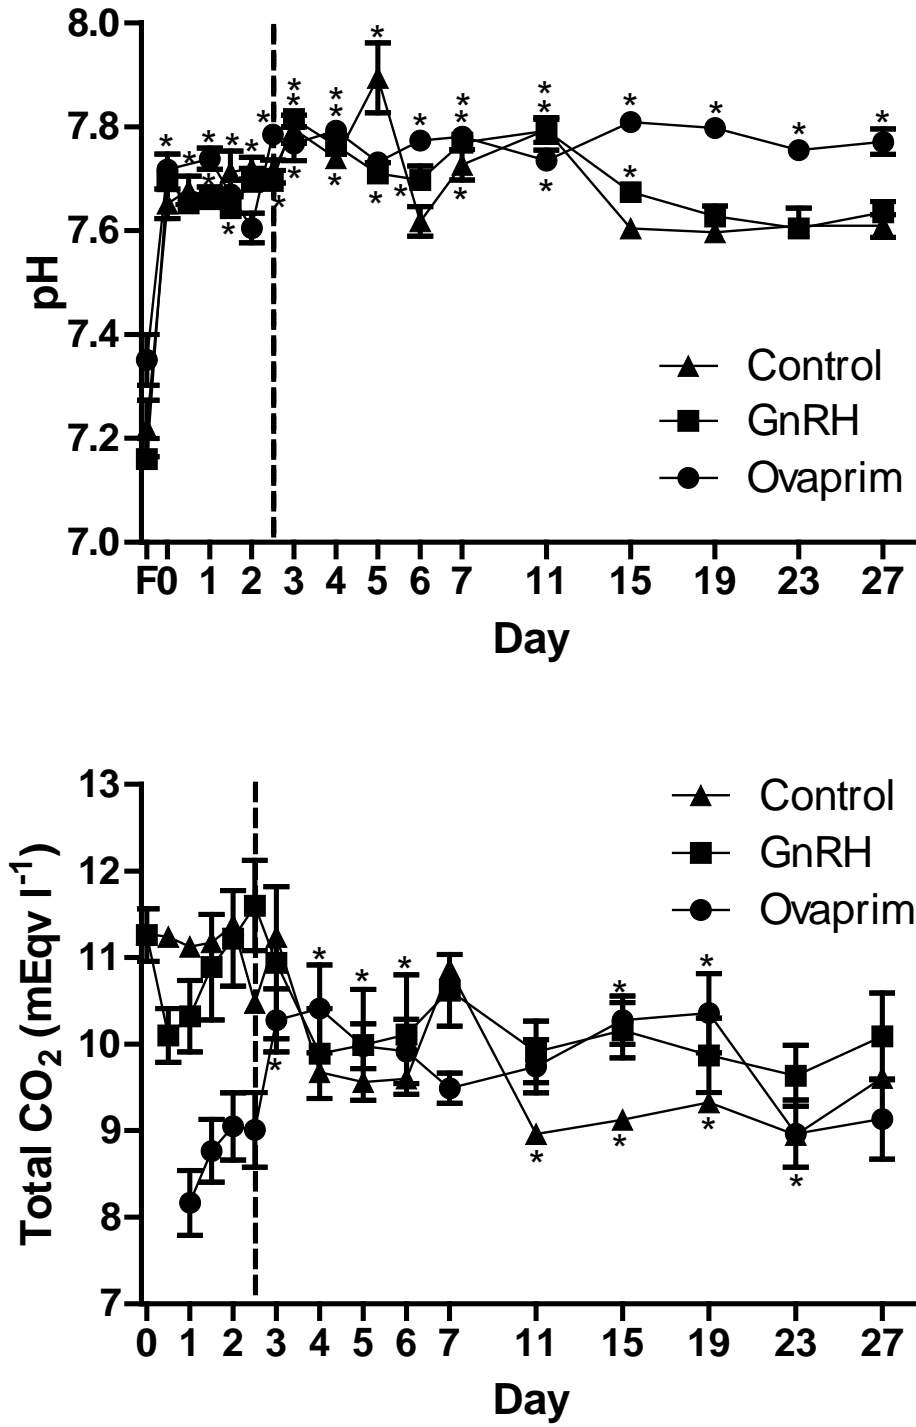 8.0
7.8
7.6
7.4
7.2
7.0
pH
Control
GnRH
Ovaprim
F0 1 2 3 4 5 6 7 11 15 19 23 27
Day
13
12
11
10
9
8
7
Total CO₂ (mEqv l⁻¹)
Control
GnRH
Ovaprim
0 1 2 3 4 5 6 7 11 15 19 23 27
Day